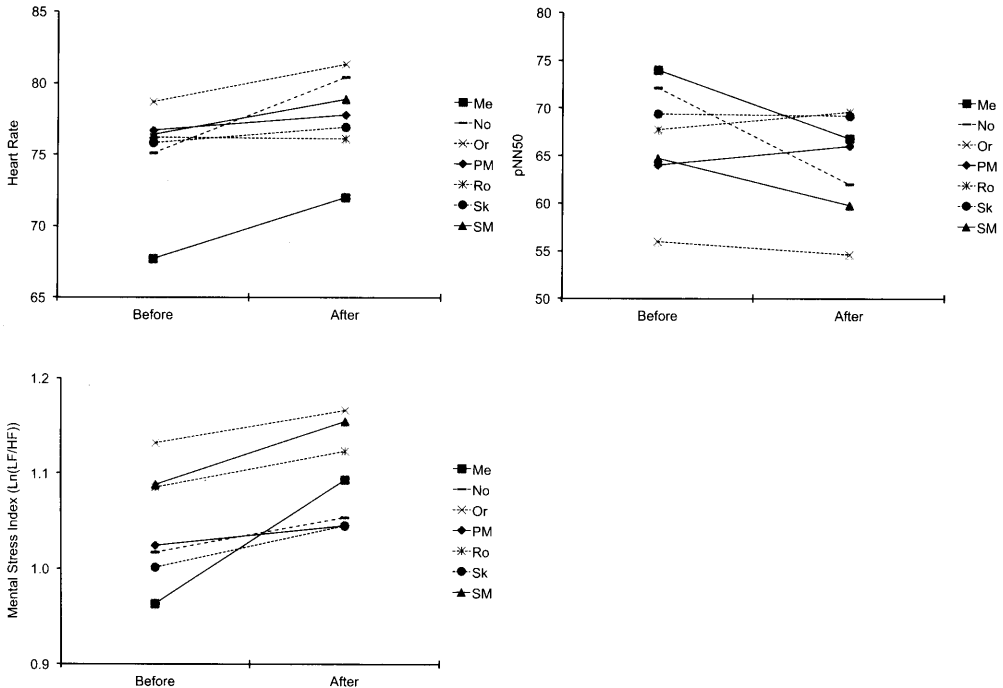 85
80
75
70
65
Heart Rate
Before
After
Me
No
Or
PM
Ro
Sk
SM
80
75
70
65
60
55
50
pNN50
Before
After
Me
No
Or
PM
Ro
Sk
SM
1.2
1.1
1.0
0.9
Mental Stress Index (Ln(LF/HF))
Before
After
Me
No
Or
PM
Ro
Sk
SM